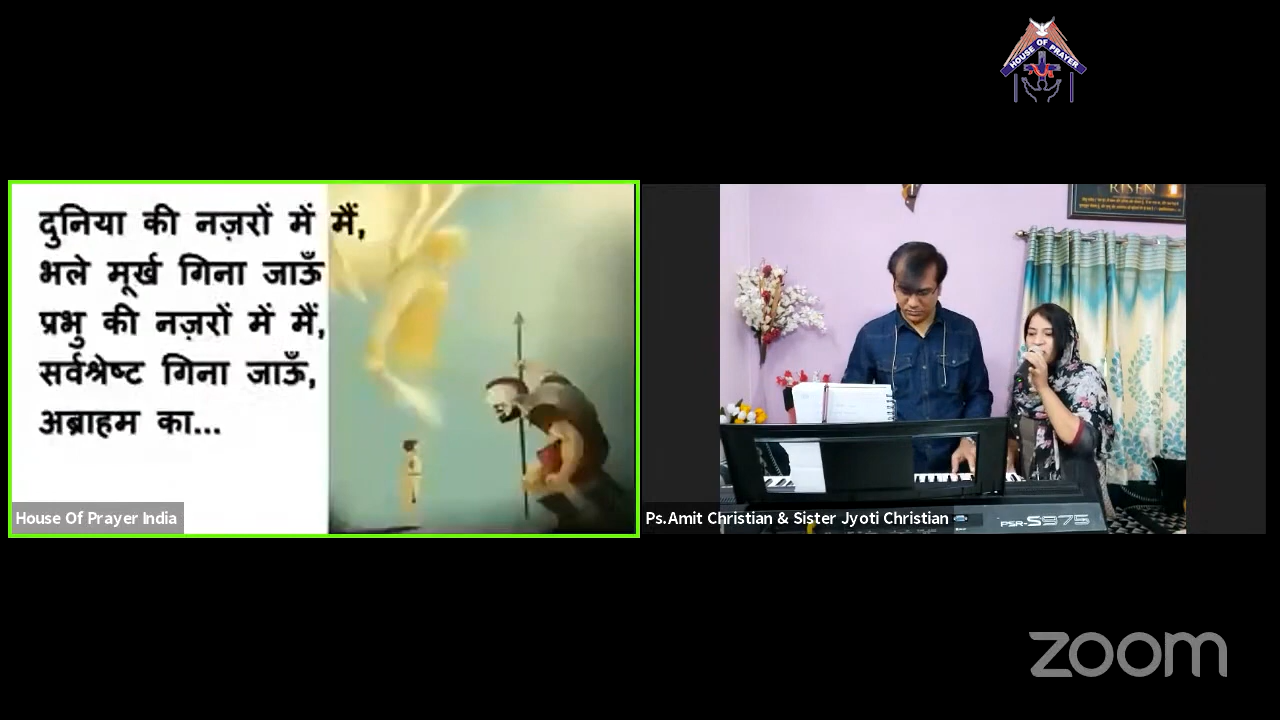 HOUSE OF PRAYER
दुनिया की नज़रों में मैं,
भले मूर्ख गिना जाऊँ
प्रभु की नज़रों में मैं,
सर्वश्रेष्ट गिना जाऊँ,
अब्राहम का...
House Of Prayer India
RISEN
Ps.Amit Christian & Sister Jyoti Christian
PSR-S975
zoom